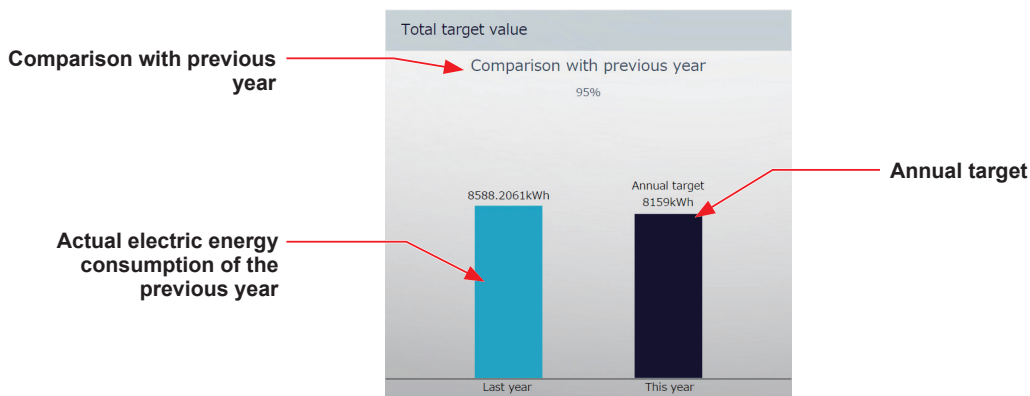 Total target value
Comparison with previous
year
Comparison with previous year
95%
Annual target
Annual target
8588.2061kWh
8159kWh
Actual electric energy
consumption of the
previous year
Last year
This year